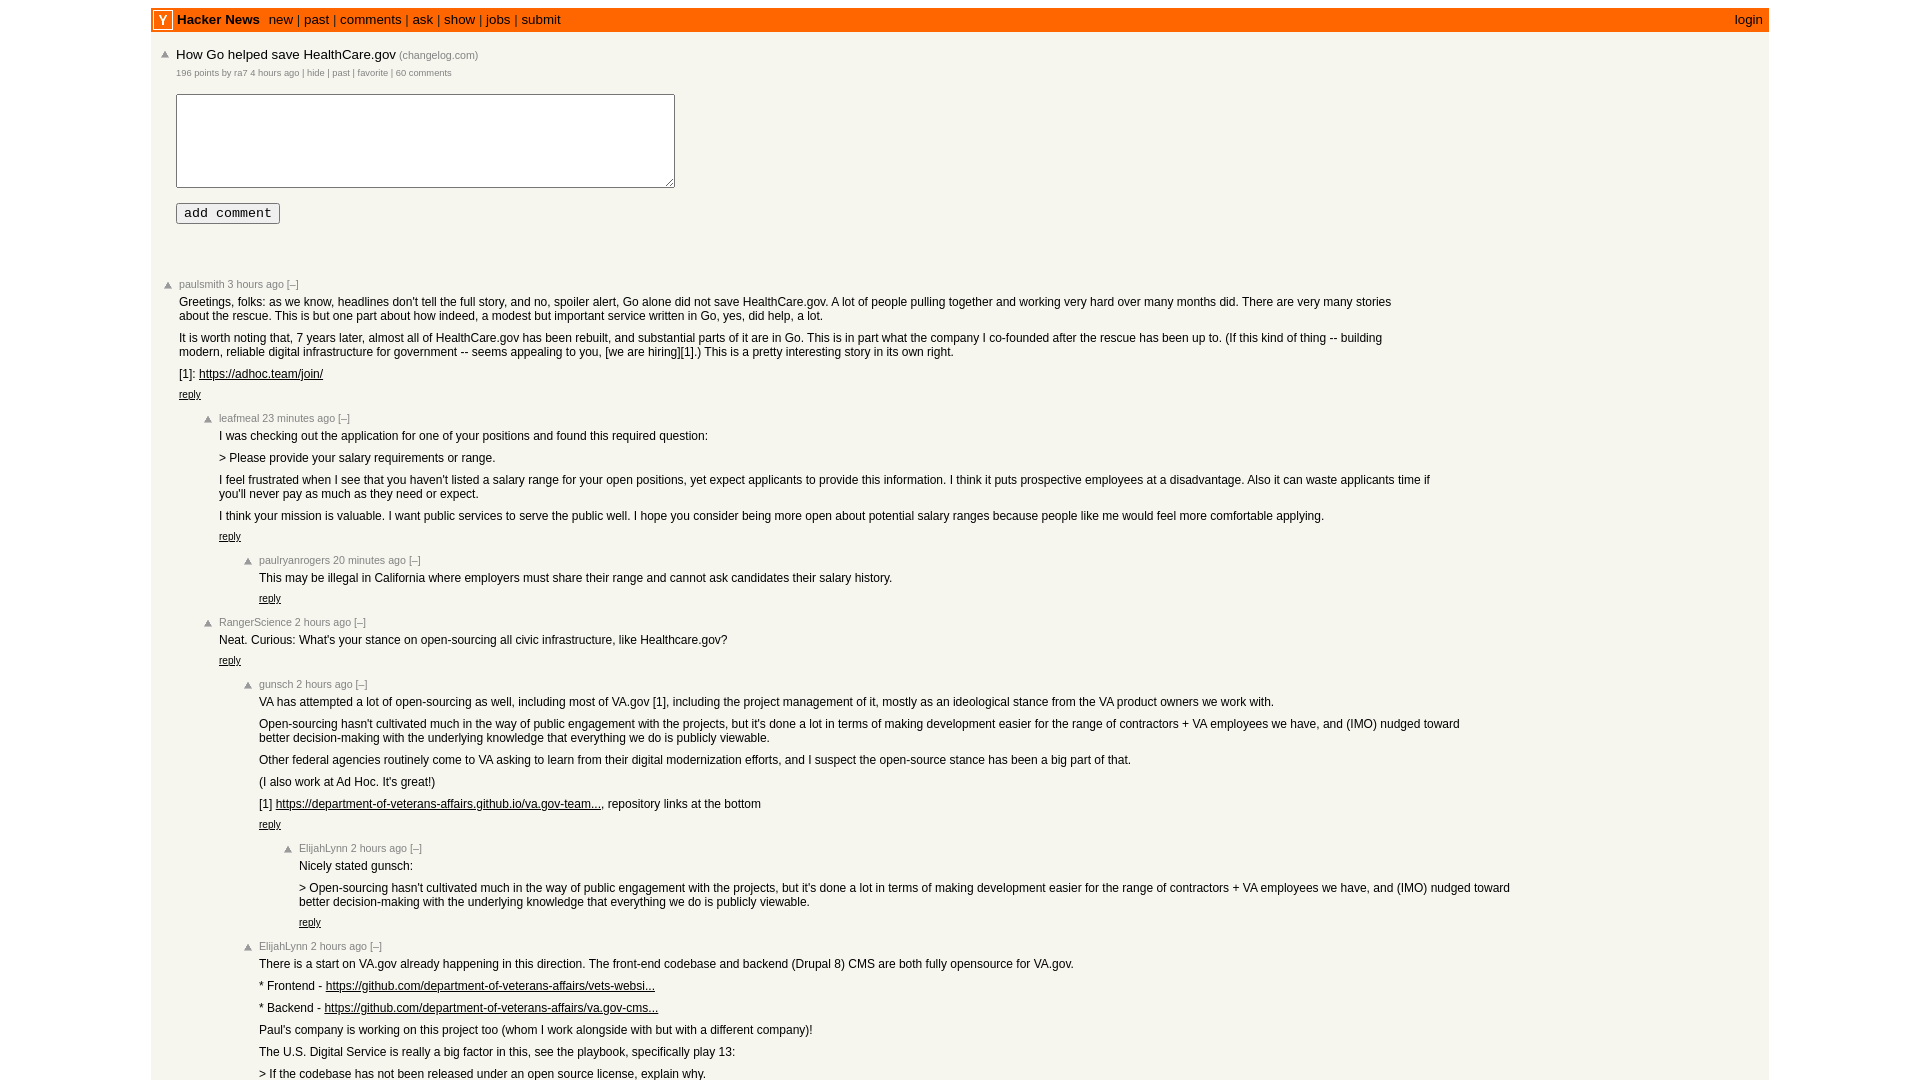 Y Hacker News new | past | comments | ask | show | jobs | submit login
How Go helped save HealthCare.gov (changelog.com)
196 points by ra7 4 hours ago | hide | past | favorite | 60 comments
add comment
paulsmith 3 hours ago [–]
Greetings, folks: as we know, headlines don't tell the full story, and no, spoiler alert, Go alone did not save HealthCare.gov. A lot of people pulling together and working very hard over many months did. There are very many stories
about the rescue. This is but one part about how indeed, a modest but important service written in Go, yes, did help, a lot.
It is worth noting that, 7 years later, almost all of HealthCare.gov has been rebuilt, and substantial parts of it are in Go. This is in part what the company I co-founded after the rescue has been up to. (If this kind of thing -- building
modern, reliable digital infrastructure for government -- seems appealing to you, [we are hiring][1].) This is a pretty interesting story in its own right.
[1]: https://adhoc.team/join/
reply
leafmeal 23 minutes ago [–]
I was checking out the application for one of your positions and found this required question:
> Please provide your salary requirements or range.
I feel frustrated when I see that you haven't listed a salary range for your open positions, yet expect applicants to provide this information. I think it puts prospective employees at a disadvantage. Also it can waste applicants time if
you'll never pay as much as they need or expect.
I think your mission is valuable. I want public services to serve the public well. I hope you consider being more open about potential salary ranges because people like me would feel more comfortable applying.
reply
paulryanrogers 20 minutes ago [–]
This may be illegal in California where employers must share their range and cannot ask candidates their salary history.
reply
RangerScience 2 hours ago [–]
Neat. Curious: What's your stance on open-sourcing all civic infrastructure, like Healthcare.gov?
reply
gunsch 2 hours ago [–]
VA has attempted a lot of open-sourcing as well, including most of VA.gov [1], including the project management of it, mostly as an ideological stance from the VA product owners we work with.
Open-sourcing hasn't cultivated much in the way of public engagement with the projects, but it's done a lot in terms of making development easier for the range of contractors + VA employees we have, and (IMO) nudged toward
better decision-making with the underlying knowledge that everything we do is publicly viewable.
Other federal agencies routinely come to VA asking to learn from their digital modernization efforts, and I suspect the open-source stance has been a big part of that.
(I also work at Ad Hoc. It's great!)
[1] https://department-of-veterans-affairs.github.io/va.gov-team..., repository links at the bottom
reply
ElijahLynn 2 hours ago [–]
Nicely stated gunsch:
> Open-sourcing hasn't cultivated much in the way of public engagement with the projects, but it's done a lot in terms of making development easier for the range of contractors + VA employees we have, and (IMO) nudged toward
better decision-making with the underlying knowledge that everything we do is publicly viewable.
reply
ElijahLynn 2 hours ago [–]
There is a start on VA.gov already happening in this direction. The front-end codebase and backend (Drupal 8) CMS are both fully opensource for VA.gov.
* Frontend - https://github.com/department-of-veterans-affairs/vets-websi...
* Backend - https://github.com/department-of-veterans-affairs/va.gov-cms...
Paul's company is working on this project too (whom I work alongside with but with a different company)!
The U.S. Digital Service is really a big factor in this, see the playbook, specifically play 13:
> If the codebase has not been released under an open source license, explain why.